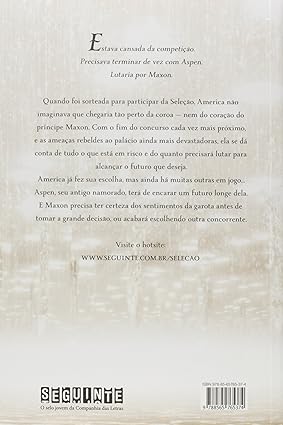 Estava cansada da competição.
Precisava terminar de vez com Aspen.
Lutaria por Maxon.
Quando foi sorteada para participar da Seleção, America não
imaginava que chegaria tão perto da coroa — nem do coração do
príncipe Maxon. Com o fim do concurso cada vez mais próximo,
e as ameaças rebeldes ao palácio ainda mais devastadoras, ela se dá
conta de tudo o que está em risco e do quanto precisará lutar para
alcançar o futuro que deseja.
America já fez sua escolha, mas ainda há muitas outras em jogo...
Aspen, seu antigo namorado, terá de encarar um futuro longe dela.
E Maxon precisa ter certeza dos sentimentos da garota antes de
tomar a grande decisão, ou acabará escolhendo outra concorrente.
Visite o hotsite:
WWW.SEGUINTE.COM.BR/SELECAO
SEGUINTE
O selo jovem da Companhia das Letras
ISBN 978-85-65765-37-4
9 788565 765374